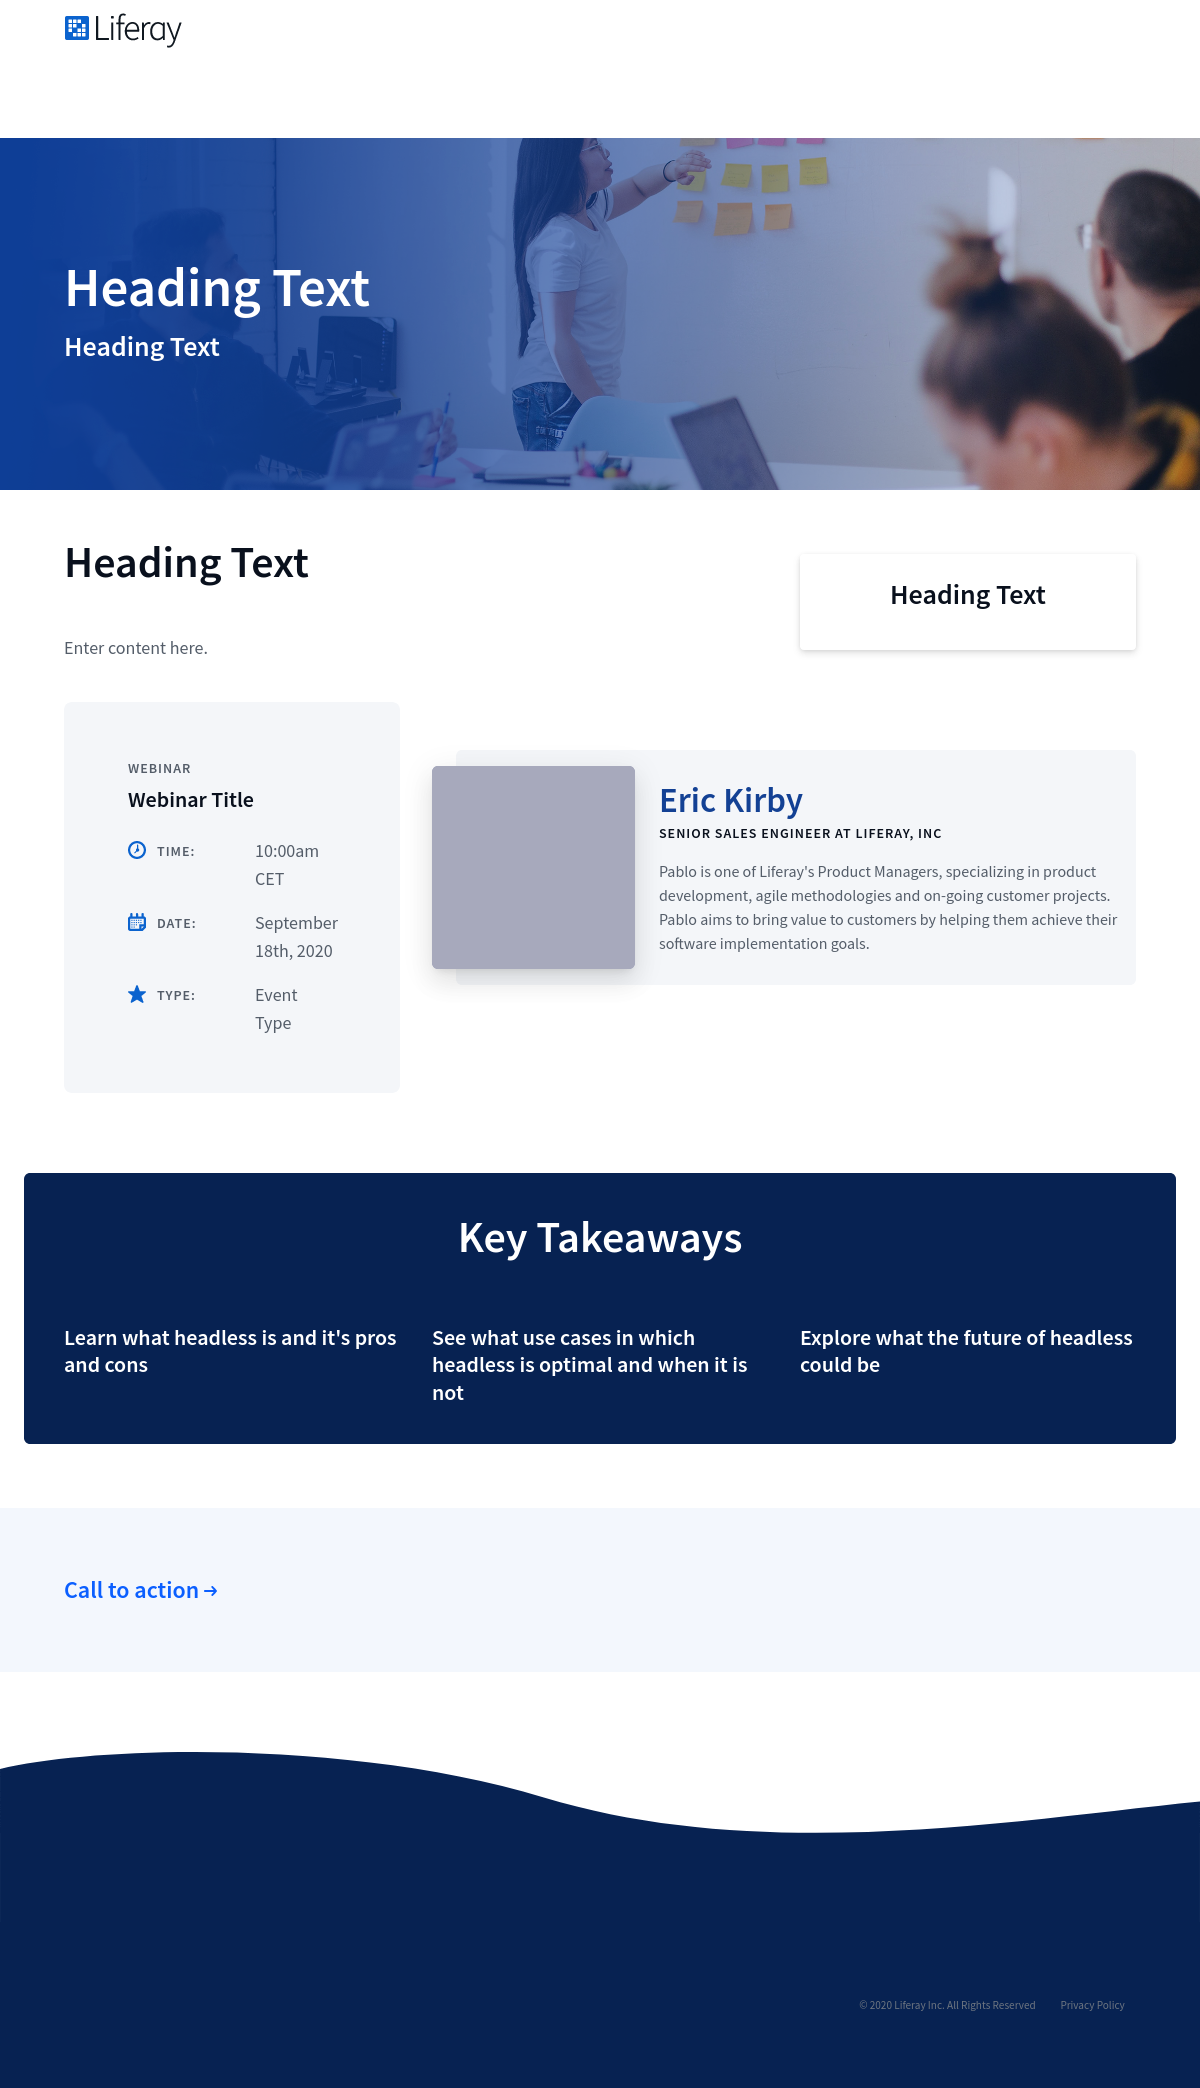 Liferay
Heading Text
Heading Text
Heading Text
Enter content here.
Heading Text
WEBINAR
Webinar Title
TIME: 10:00am
CET
DATE: September
18th, 2020
TYPE: Event
Type
Eric Kirby
SENIOR SALES ENGINEER AT LIFERAY, INC
Pablo is one of Liferay's Product Managers, specializing in product
development, agile methodologies and on-going customer projects.
Pablo aims to bring value to customers by helping them achieve their
software implementation goals.
Key Takeaways
Learn what headless is and it's pros
and cons
See what use cases in which
headless is optimal and when it is
not
Explore what the future of headless
could be
Call to action →
© 2020 Liferay Inc. All Rights Reserved Privacy Policy